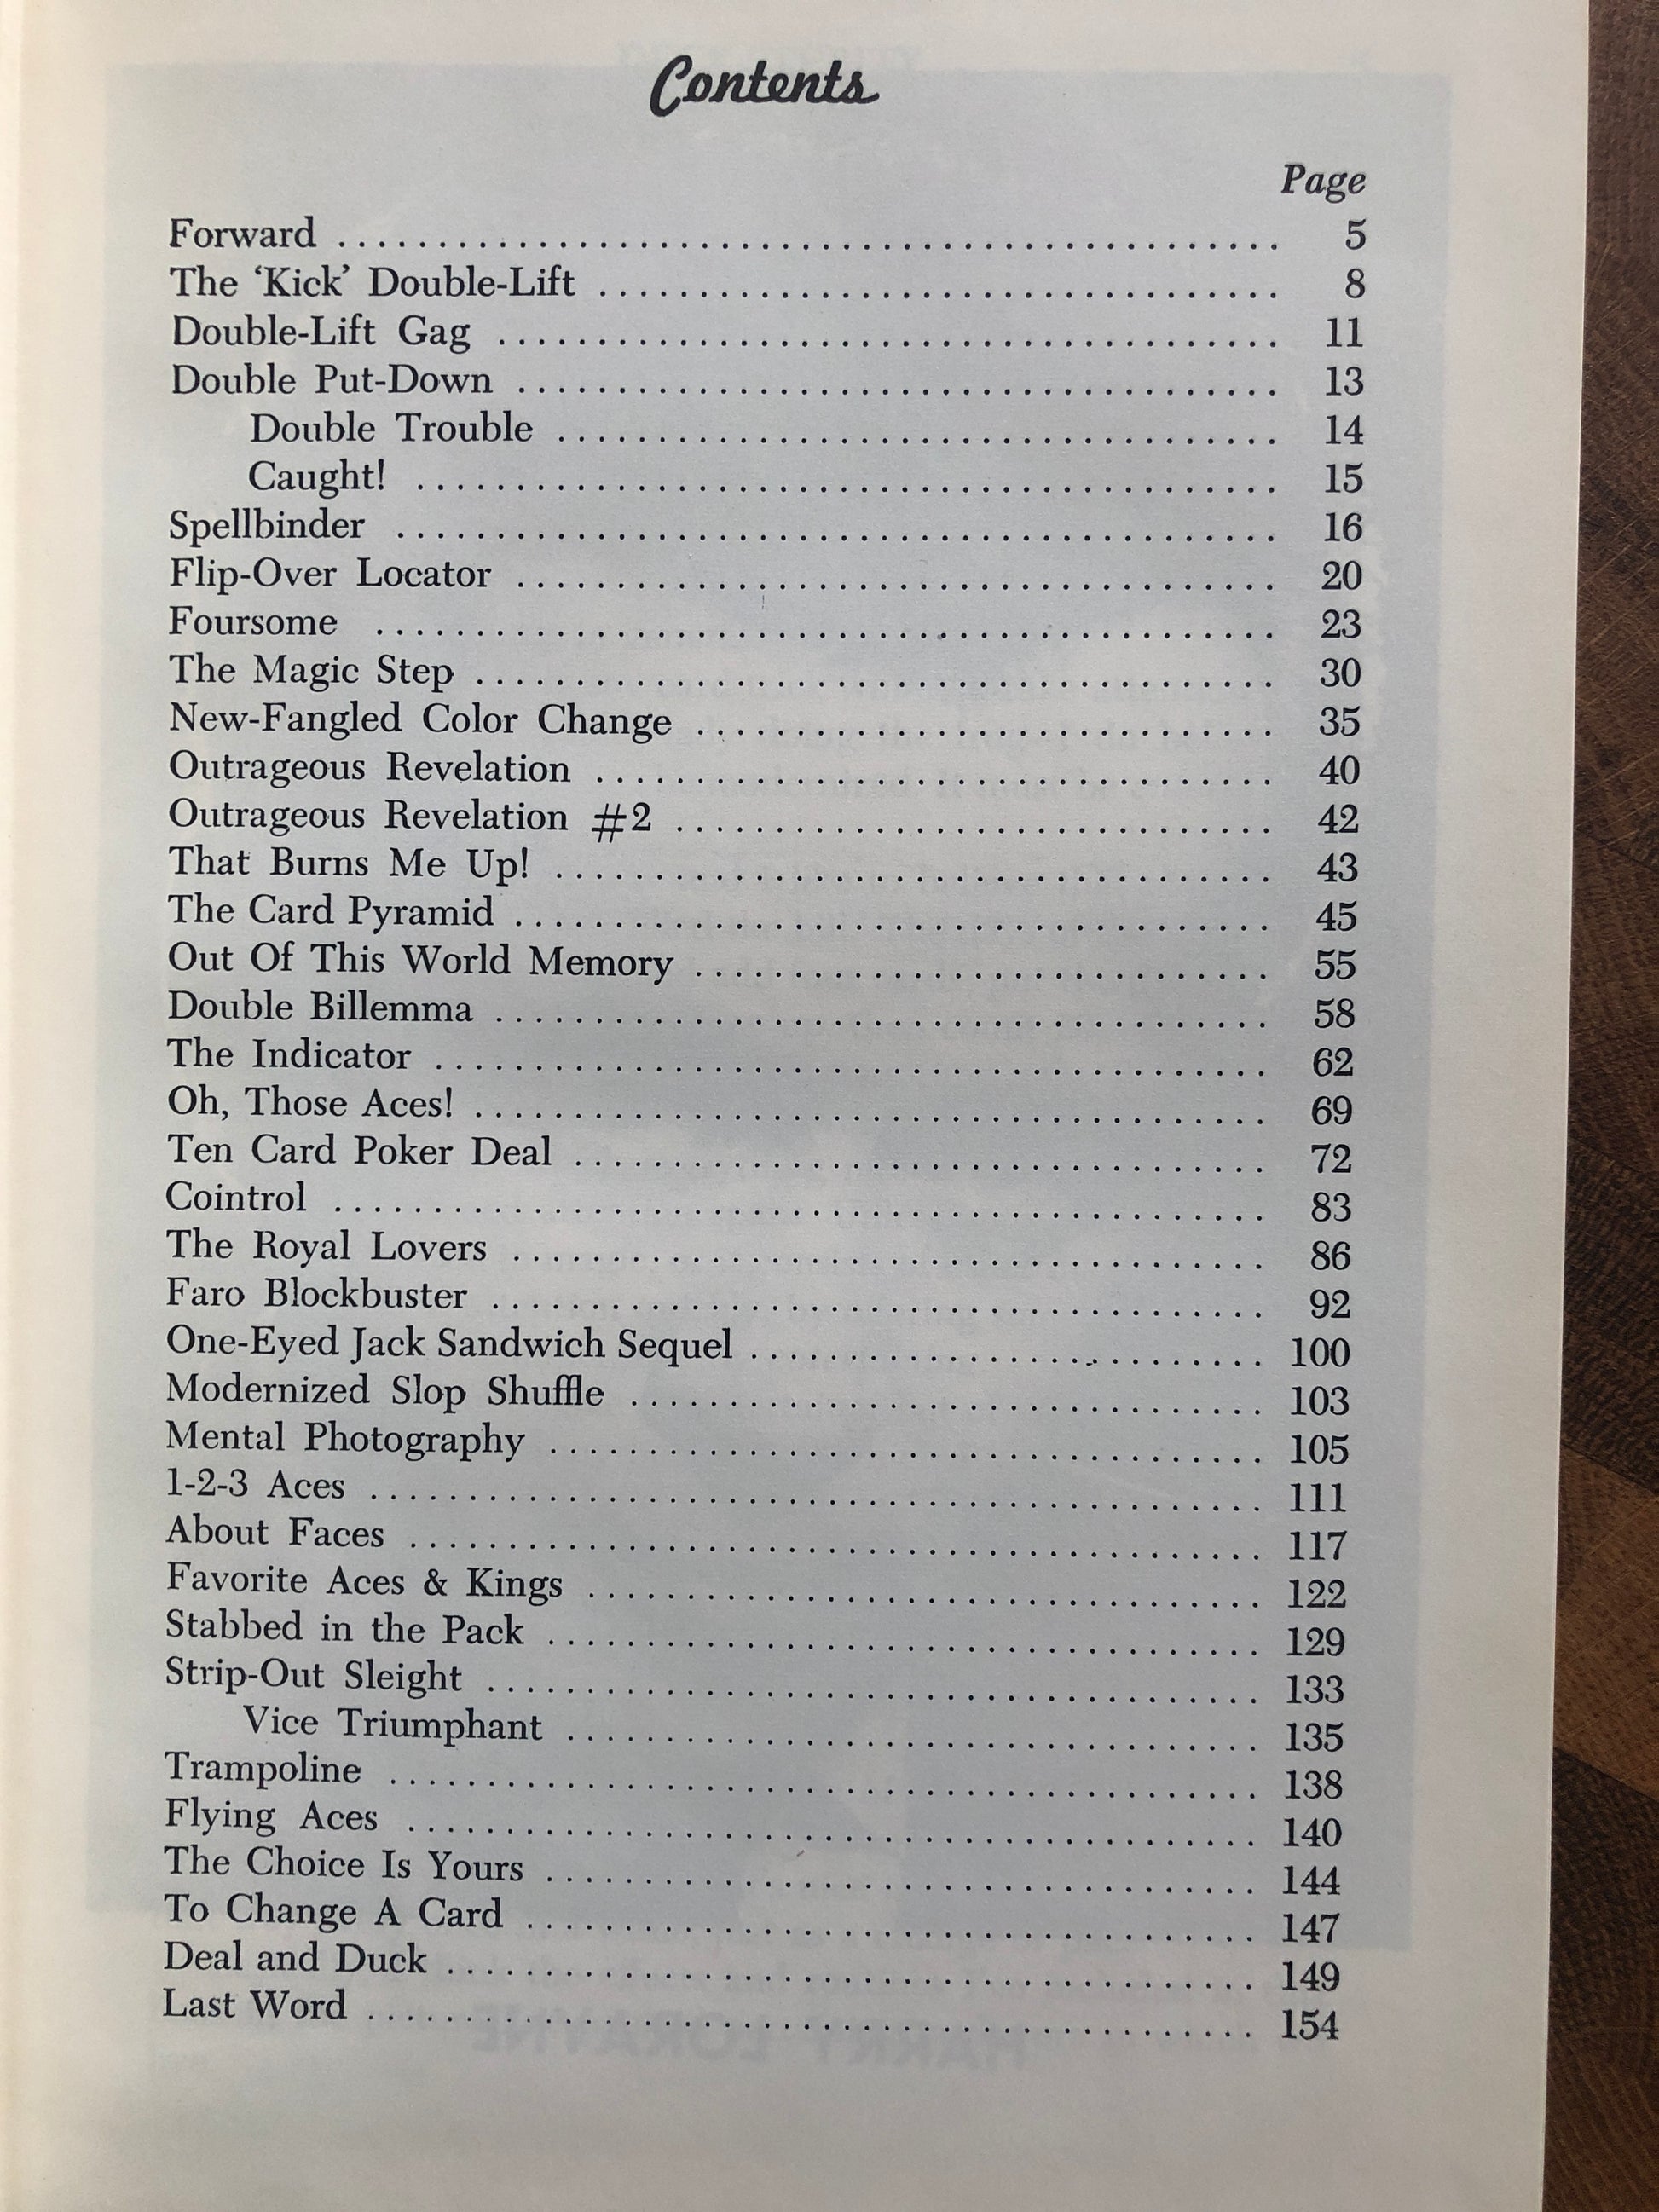 Contents
Page
Forward 5
The ‘Kick’ Double-Lift 8
Double-Lift Gag 11
Double Put-Down 13
Double Trouble 14
Caught! 15
Spellbinder 16
Flip-Over Locator 20
Foursome 23
The Magic Step 30
New-Fangled Color Change 35
Outrageous Revelation 40
Outrageous Revelation #2 42
That Burns Me Up! 43
The Card Pyramid 45
Out Of This World Memory 55
Double Billemma 58
The Indicator 62
Oh, Those Aces! 69
Ten Card Poker Deal 72
Cointrol 83
The Royal Lovers 86
Faro Blockbuster 92
One-Eyed Jack Sandwich Sequel 100
Modernized Slop Shuffle 103
Mental Photography 105
1-2-3 Aces 111
About Faces 117
Favorite Aces & Kings 122
Stabbed in the Pack 129
Strip-Out Sleight 133
Vice Triumphant 135
Trampoline 138
Flying Aces 140
The Choice Is Yours 144
To Change A Card 147
Deal and Duck 149
Last Word 154
HARRY LORAYNE